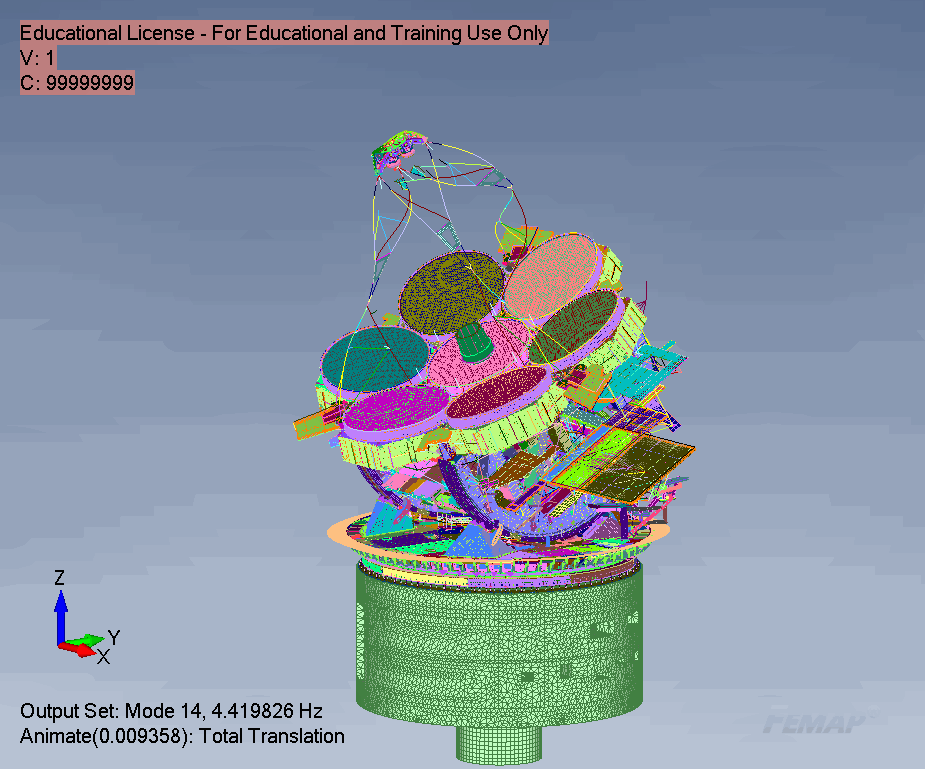 Educational License - For Educational and Training Use Only
V: 1
C: 99999999
Z
Y
X
Output Set: Mode 14, 4.419826 Hz
Animate(0.009358): Total Translation
FEMAP